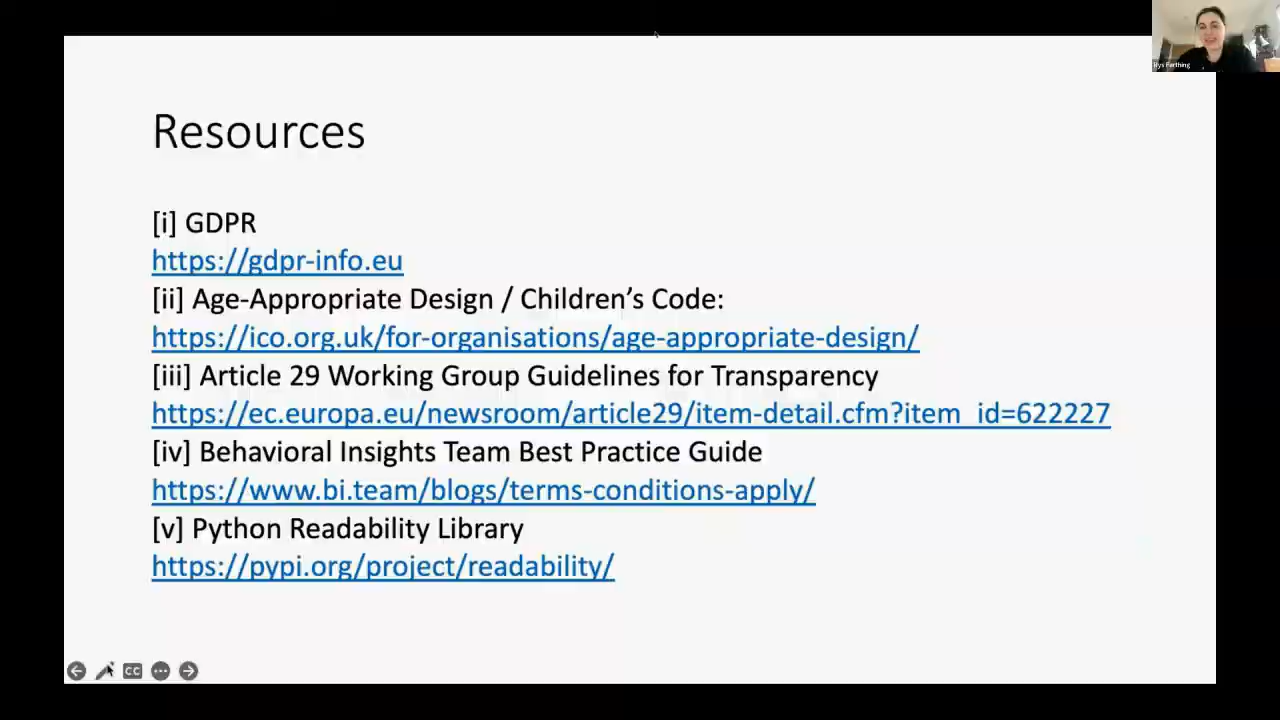 Resources
[i] GDPR
https://gdpr-info.eu
[ii] Age-Appropriate Design / Children’s Code:
https://ico.org.uk/for-organisations/age-appropriate-design/
[iii] Article 29 Working Group Guidelines for Transparency
https://ec.europa.eu/newsroom/article29/item-detail.cfm?item_id=622227
[iv] Behavioral Insights Team Best Practice Guide
https://www.bi.team/blogs/terms-conditions-apply/
[v] Python Readability Library
https://pypi.org/project/readability/
CC
Farthing